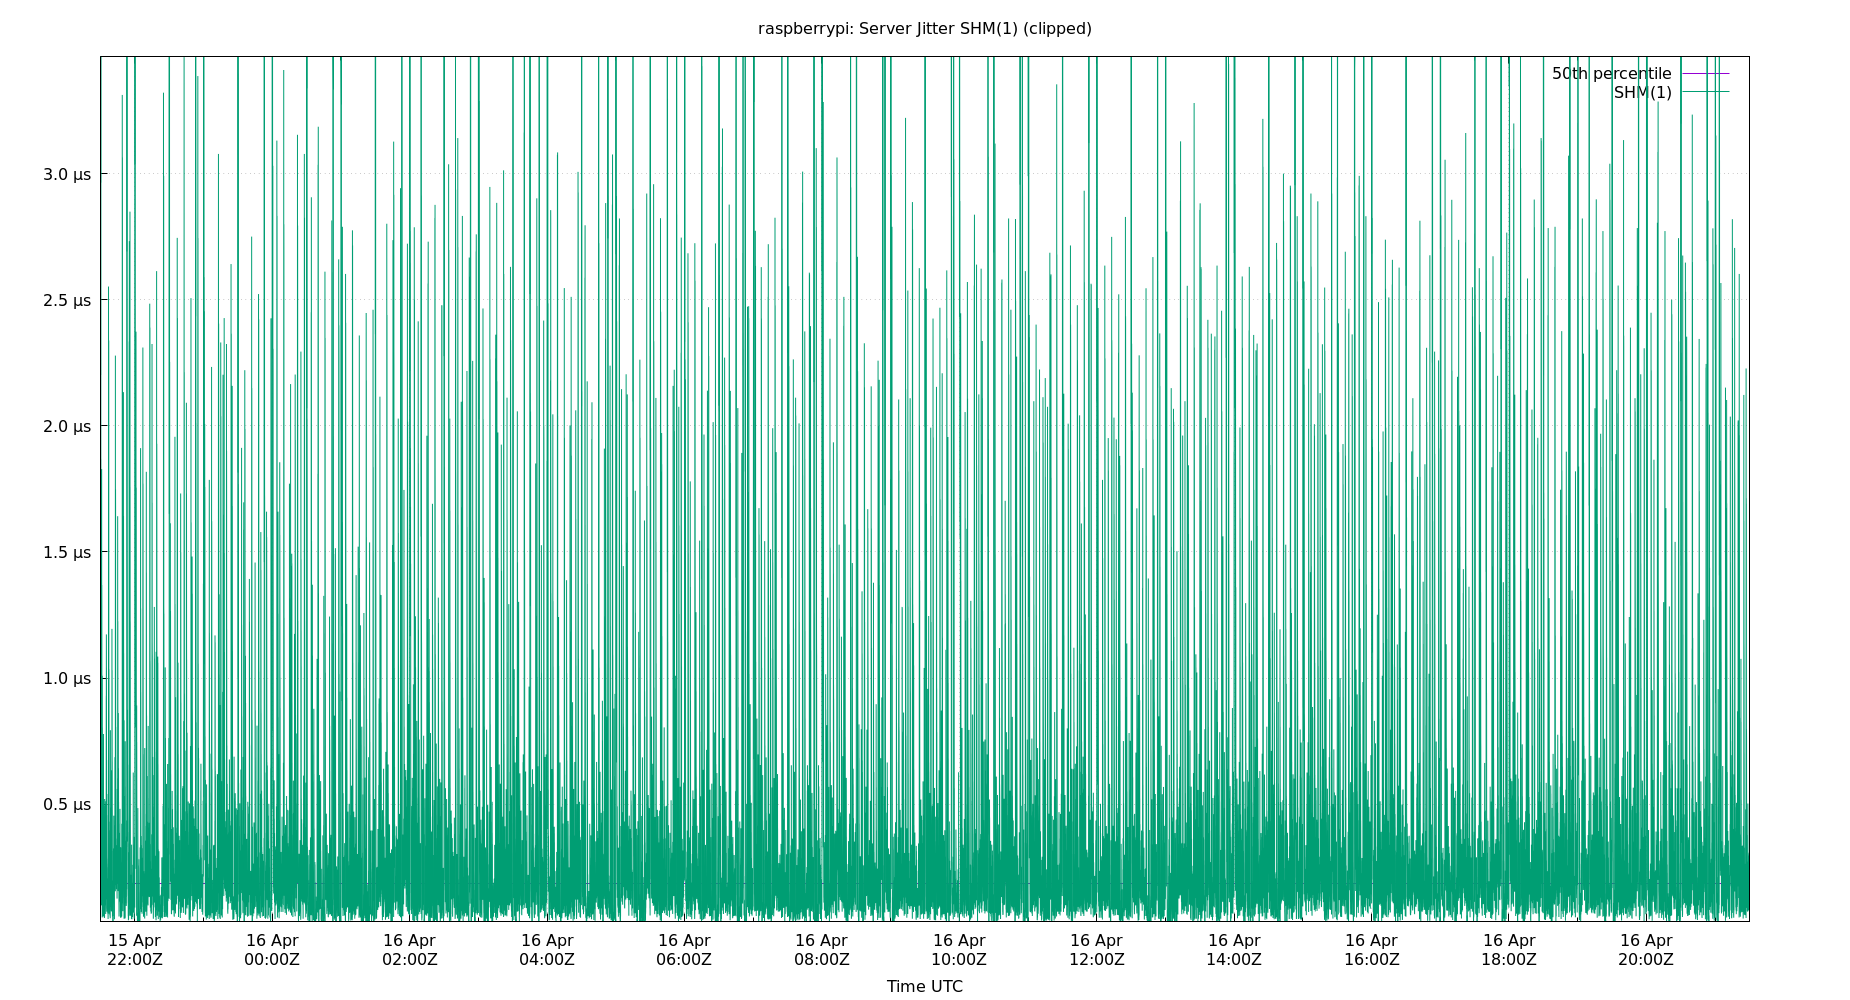 raspberrypi: Server Jitter SHM(1) (clipped)
50th percentile
SHM(1)
3.0 µs
2.5 µs
2.0 µs
1.5 µs
1.0 µs
0.5 µs
15 Apr 16 Apr 16 Apr 16 Apr 16 Apr 16 Apr 16 Apr 16 Apr 16 Apr 16 Apr 16 Apr 16 Apr
22:00Z 00:00Z 02:00Z 04:00Z 06:00Z 08:00Z 10:00Z 12:00Z 14:00Z 16:00Z 18:00Z 20:00Z
Time UTC